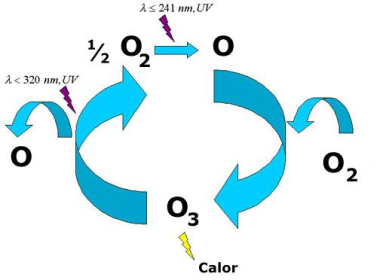 λ ≤ 241 nm, UV
½ O₂ O
λ < 320 nm, UV
O
O₂
O₃
Calor